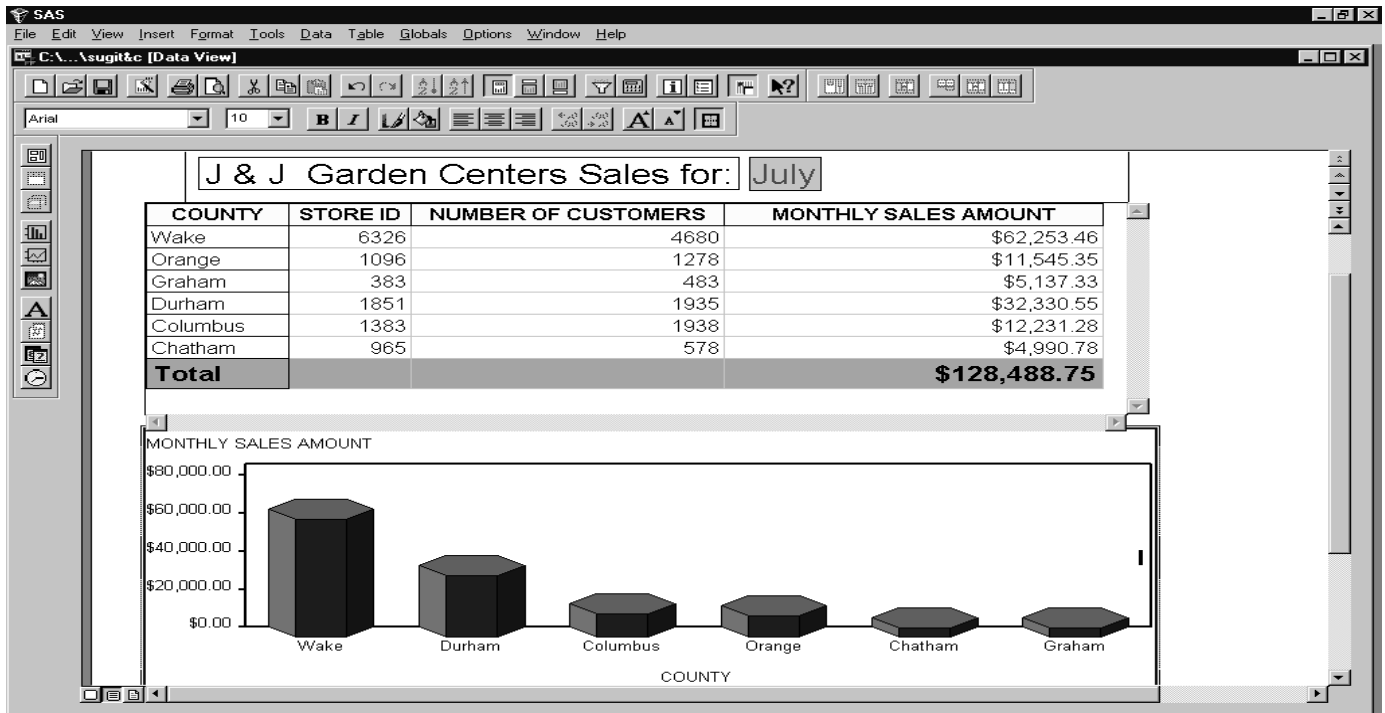 SAS
File Edit View Insert Format Tools Data Table Globals Options Window Help
C:\...\sugit&c [Data View]
Arial 10 B I A A
A
J & J Garden Centers Sales for: July
COUNTY STORE ID NUMBER OF CUSTOMERS MONTHLY SALES AMOUNT
Wake 6326 4680 $62,253.46
Orange 1096 1278 $11,545.35
Graham 383 483 $5,137.33
Durham 1851 1935 $32,330.55
Columbus 1383 1938 $12,231.28
Chatham 965 578 $4,990.78
Total $128,488.75
MONTHLY SALES AMOUNT
$80,000.00
$60,000.00
$40,000.00
$20,000.00
$0.00
Wake Durham Columbus Orange Chatham Graham
COUNTY